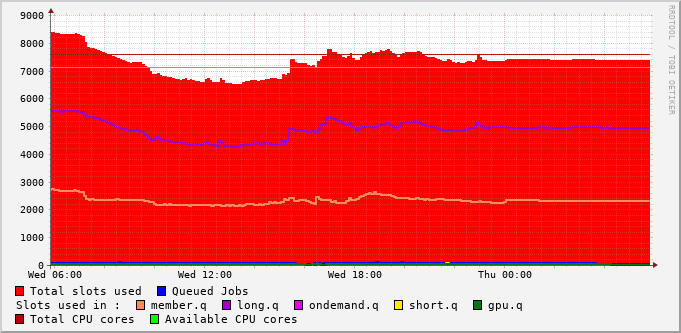 9000
8000
7000
6000
5000
4000
3000
2000
1000
0
Wed 06:00 Wed 12:00 Wed 18:00 Thu 00:00
RRDTOOL / TOBI OETIKER
Total slots used Queued Jobs
Slots used in : member.q long.q ondemand.q short.q gpu.q
Total CPU cores Available CPU cores